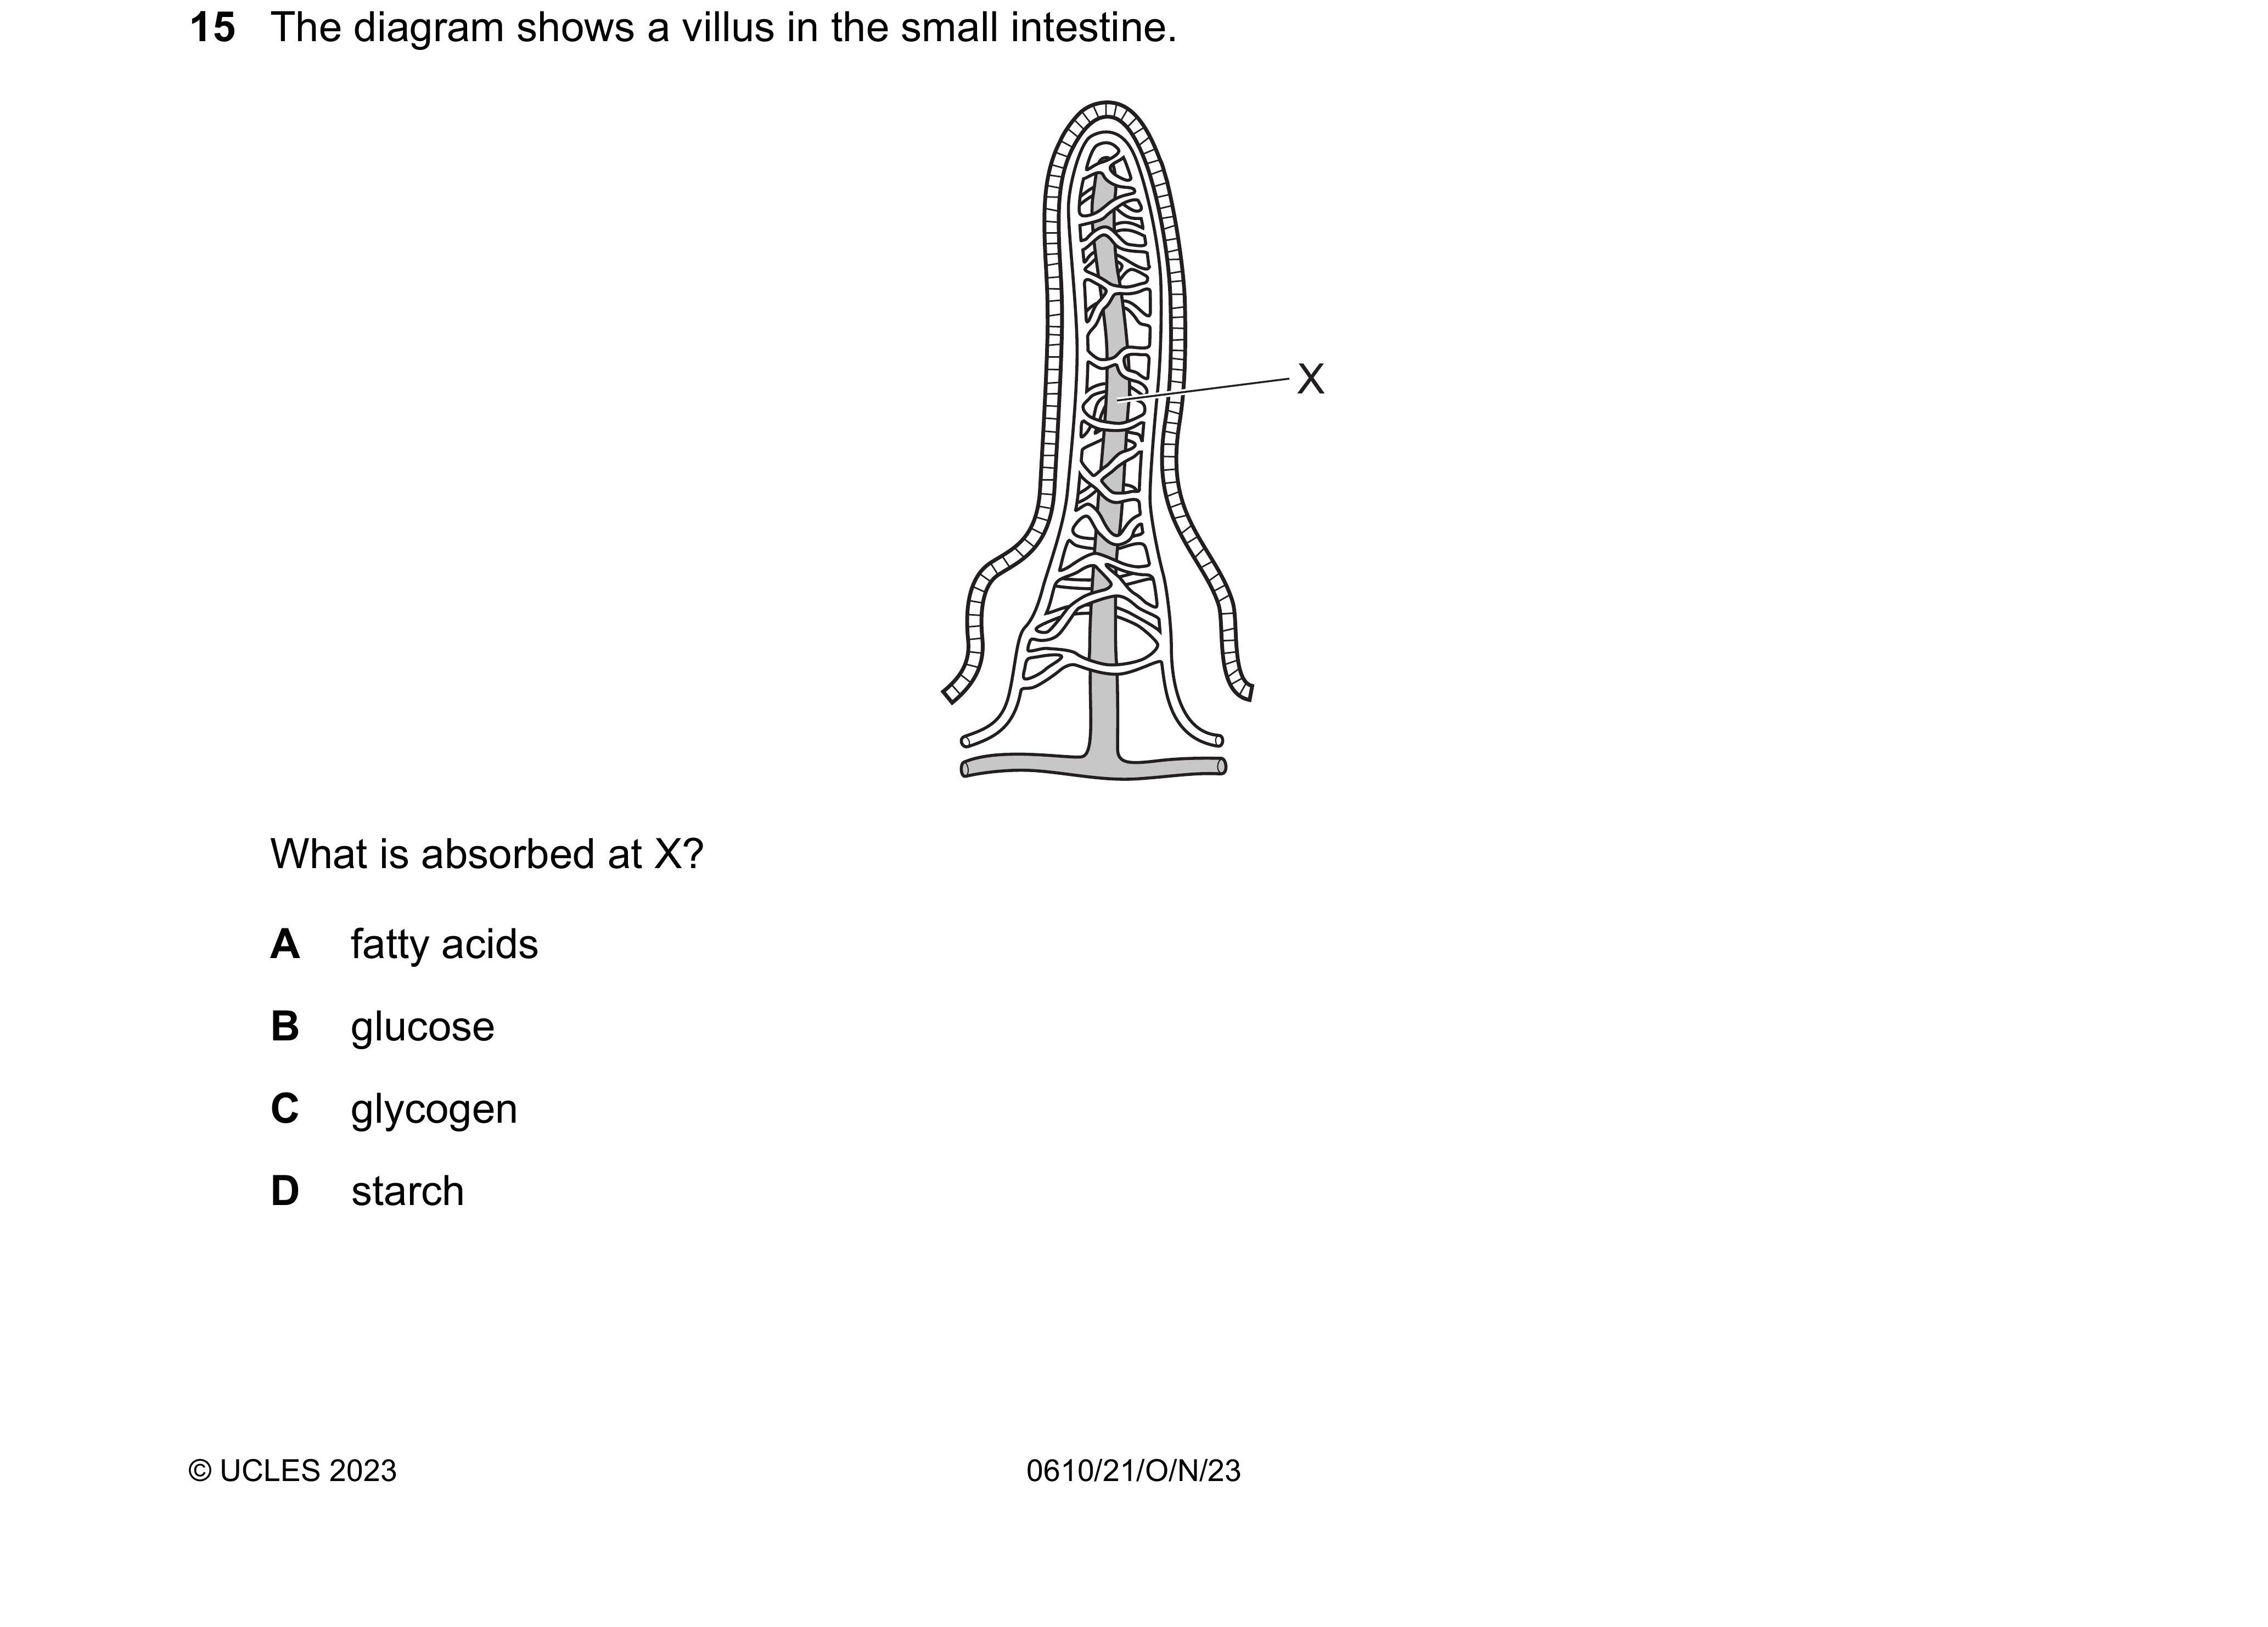 15 The diagram shows a villus in the small intestine.
X
What is absorbed at X?
A fatty acids
B glucose
C glycogen
D starch
© UCLES 2023 0610/21/O/N/23